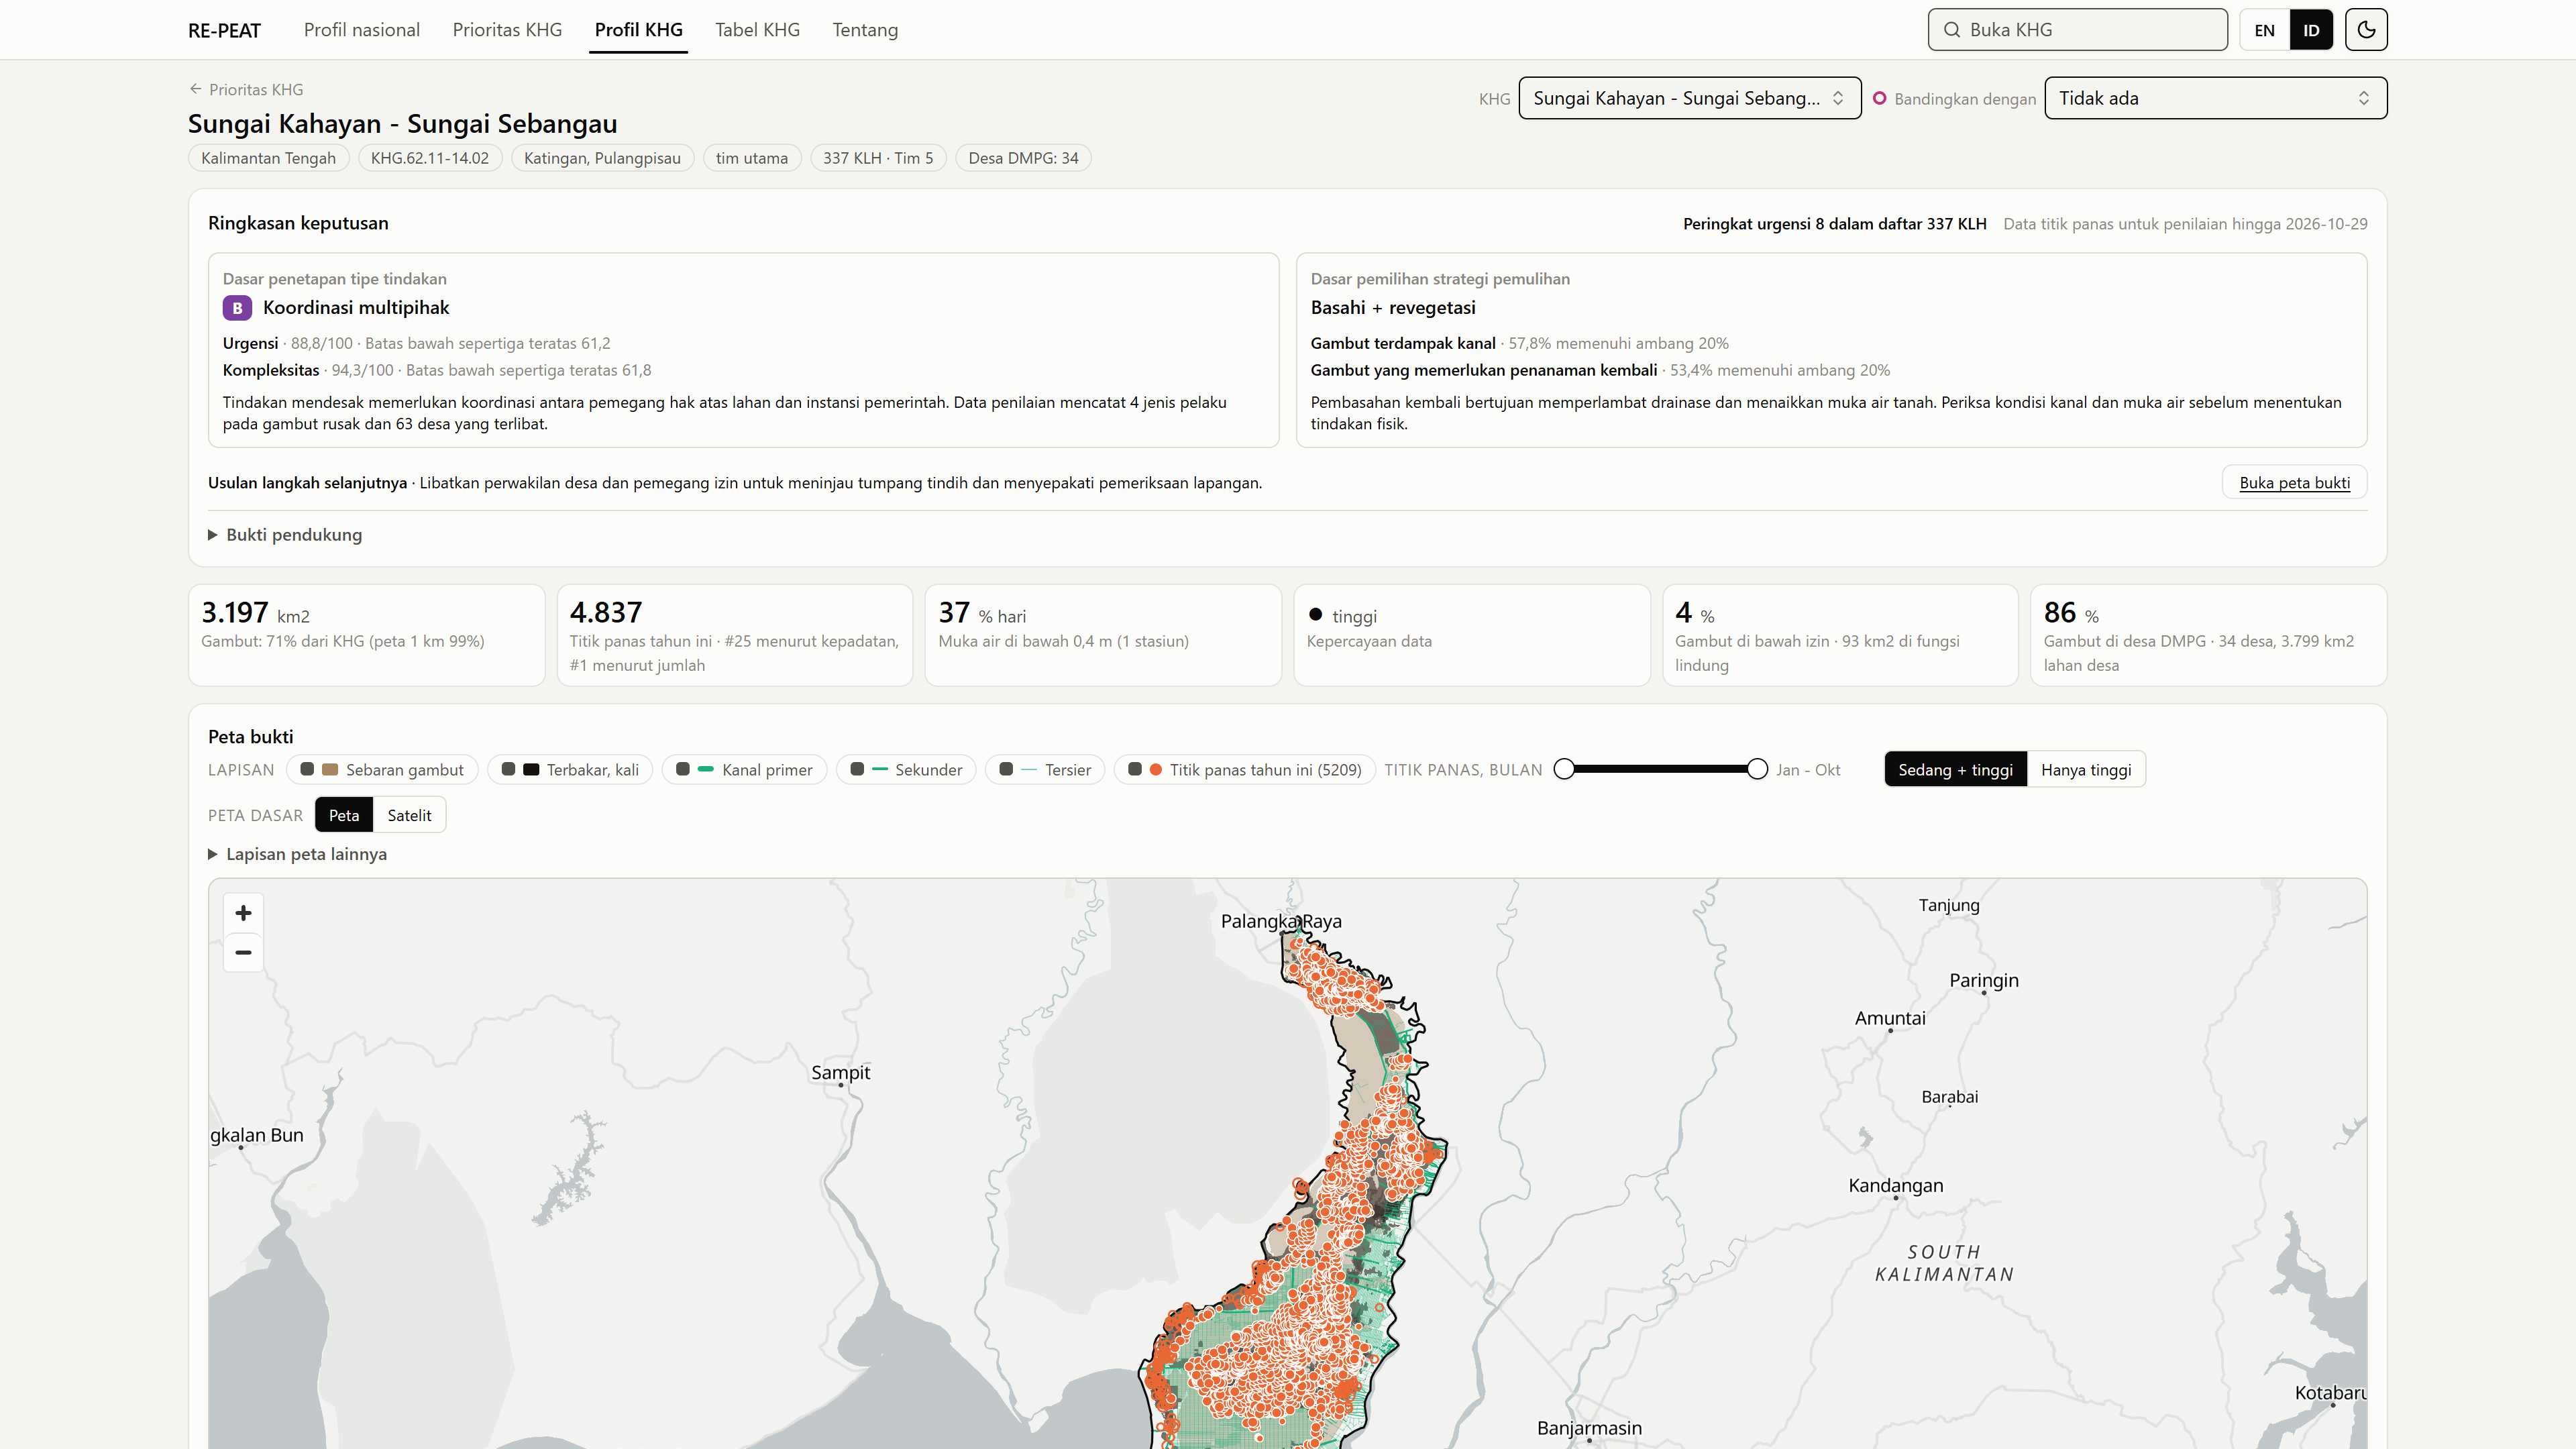 RE-PEAT
Profil nasional
Prioritas KHG
Profil KHG
Tabel KHG
Tentang
Buka KHG
EN
ID
← Prioritas KHG
Sungai Kahayan - Sungai Sebangau
KHG
Sungai Kahayan - Sungai Sebang...
Bandingkan dengan
Tidak ada
Kalimantan Tengah
KHG.62.11-14.02
Katingan, Pulangpisau
tim utama
337 KLH · Tim 5
Desa DMPG: 34
Ringkasan keputusan
Peringkat urgensi 8 dalam daftar 337 KLH
Data titik panas untuk penilaian hingga 2026-10-29
Dasar penetapan tipe tindakan
B Koordinasi multipihak
Urgensi · 88,8/100 · Batas bawah sepertiga teratas 61,2
Kompleksitas · 94,3/100 · Batas bawah sepertiga teratas 61,8
Tindakan mendesak memerlukan koordinasi antara pemegang hak atas lahan dan instansi pemerintah. Data penilaian mencatat 4 jenis pelaku
pada gambut rusak dan 63 desa yang terlibat.
Dasar pemilihan strategi pemulihan
Basahi + revegetasi
Gambut terdampak kanal · 57,8% memenuhi ambang 20%
Gambut yang memerlukan penanaman kembali · 53,4% memenuhi ambang 20%
Pembasahan kembali bertujuan memperlambat drainase dan menaikkan muka air tanah. Periksa kondisi kanal dan muka air sebelum menentukan
tindakan fisik.
Usulan langkah selanjutnya · Libatkan perwakilan desa dan pemegang izin untuk meninjau tumpang tindih dan menyepakati pemeriksaan lapangan.
Buka peta bukti
Bukti pendukung
3.197 km2
Gambut: 71% dari KHG (peta 1 km 99%)
4.837
Titik panas tahun ini · #25 menurut kepadatan,
#1 menurut jumlah
37 % hari
Muka air di bawah 0,4 m (1 stasiun)
tinggi
Kepercayaan data
4 %
Gambut di bawah izin · 93 km2 di fungsi
lindung
86 %
Gambut di desa DMPG · 34 desa, 3.799 km2
lahan desa
Peta bukti
LAPISAN
Sebaran gambut
Terbakar, kali
Kanal primer
Sekunder
Tersier
Titik panas tahun ini (5209)
TITIK PANAS, BULAN
Jan - Okt
Sedang + tinggi
Hanya tinggi
PETA DASAR
Peta
Satelit
Lapisan peta lainnya
+
−
Palangka Raya
Tanjung
Paringin
Amuntai
Sampit
Barabai
gkalan Bun
Kandangan
SOUTH
KALIMANTAN
Kotabaru
Banjarmasin